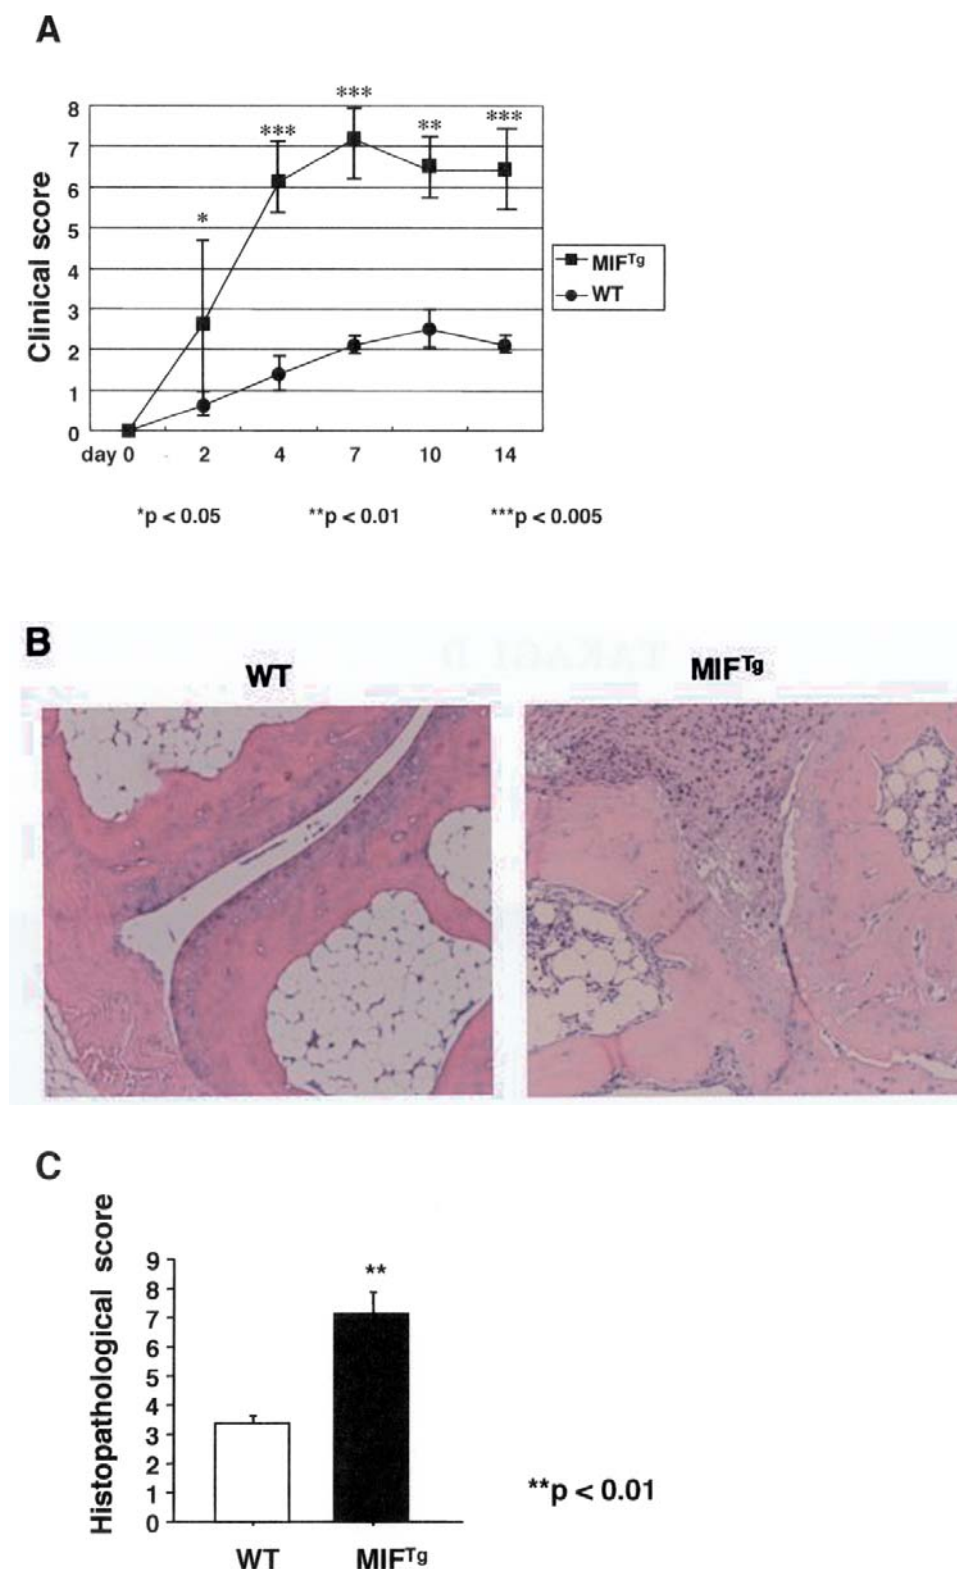 A
Clinical score
8
***
***
***
**
7
6
5
*
4
3
2
1
0
MIFTg
WT
day 0 2 4 7 10 14
*p < 0.05 **p < 0.01 ***p < 0.005
B
WT MIFTg
C
Histopathological score
9
**
8
7
6
5
4
3
2
1
0
**p < 0.01
WT MIFTg